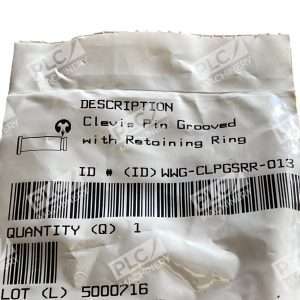 DESCRIPTION
Clevis Pin Grooved
with Retaining Ring
ID # (ID) WWG-CLPGSRR-013
QUANTITY (Q) 1
LOT (L) 5000716